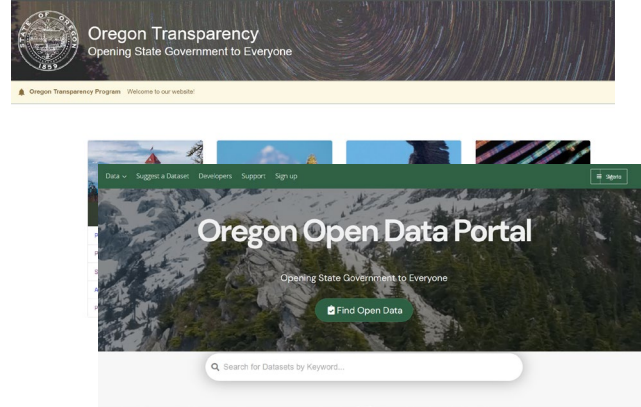 STATE OF OREGON
1859
Oregon Transparency
Opening State Government to Everyone
Oregon Transparency Program Welcome to our website!
Data Suggest a Dataset Developers Support Sign up
Oregon Open Data Portal
Opening State Government to Everyone
Find Open Data
Search for Datasets by Keyword...
P
P
S
A